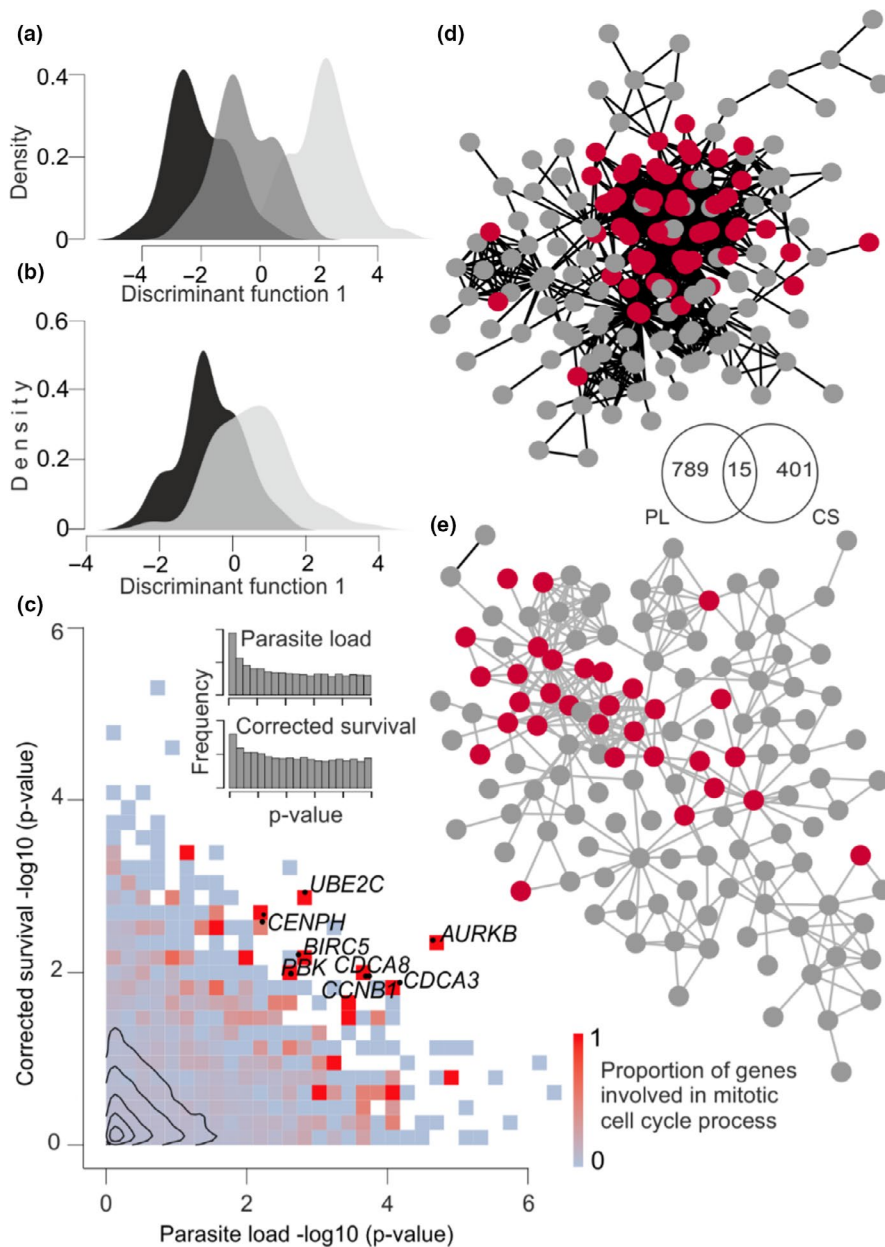 (a)
Density
0.4
0.2
0
−4
−2
0
2
4
Discriminant function 1
(b)
Density
0.6
0.4
0.2
0
−4
−2
0
2
4
Discriminant function 1
(c)
Corrected survival -log10 (p-value)
6
4
2
0
0
2
4
6
Parasite load -log10 (p-value)
Frequency
Parasite load
Corrected survival
p-value
UBE2C
CENPH
BIRC5
PBK
CDCA8
CCNB1
AURKB
CDCA3
1
0
Proportion of genes
involved in mitotic
cell cycle process
(d)
789
15
401
PL
CS
(e)